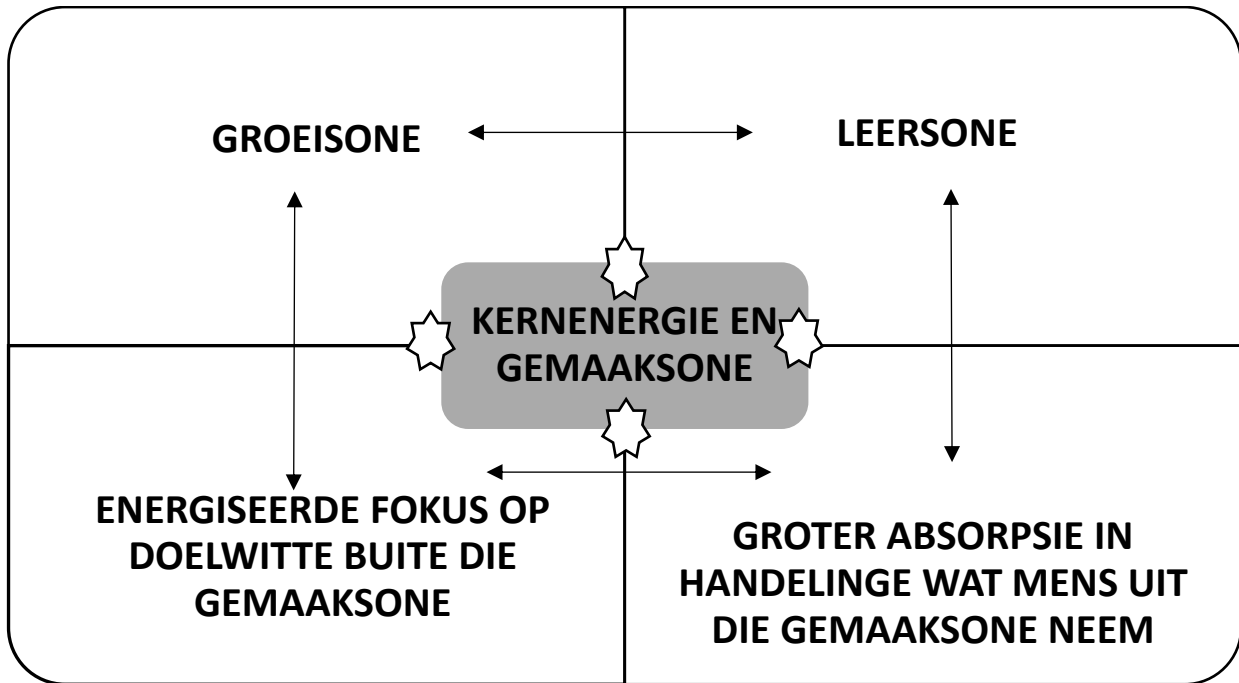 GROEISONE
LEERSONE
KERNENERGIE EN
GEMAAKSONE
ENERGISEERDE FOKUS OP
DOELWITTE BUITE DIE
GEMAAKSONE
GROTER ABSORPSIE IN
HANDELINGE WAT MENS UIT
DIE GEMAAKSONE NEEM